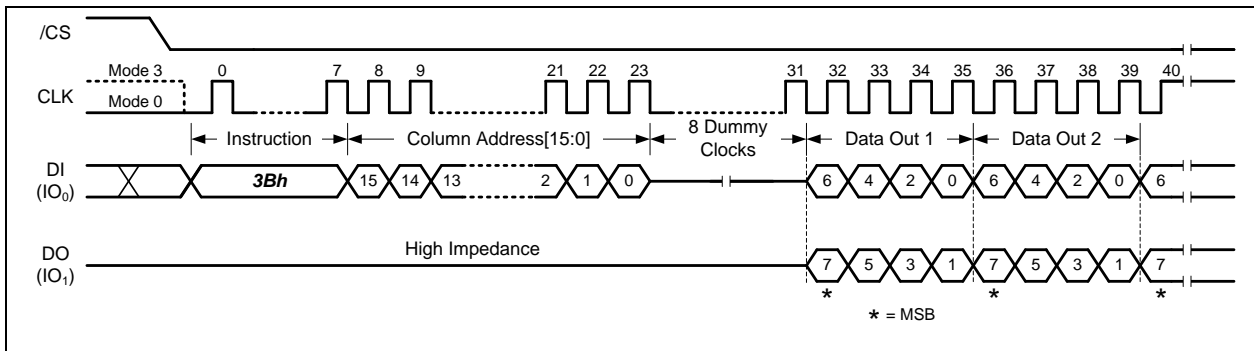 /CS
Mode 3 0 7 8 9 21 22 23 31 32 33 34 35 36 37 38 39 40
CLK Mode 0
Instruction Column Address[15:0] 8 Dummy Clocks Data Out 1 Data Out 2
DI (IO0) 3Bh 15 14 13 2 1 0 6 4 2 0 6 4 2 0 6
DO (IO1) High Impedance 7 5 3 1 7 5 3 1 7
* * *
* = MSB